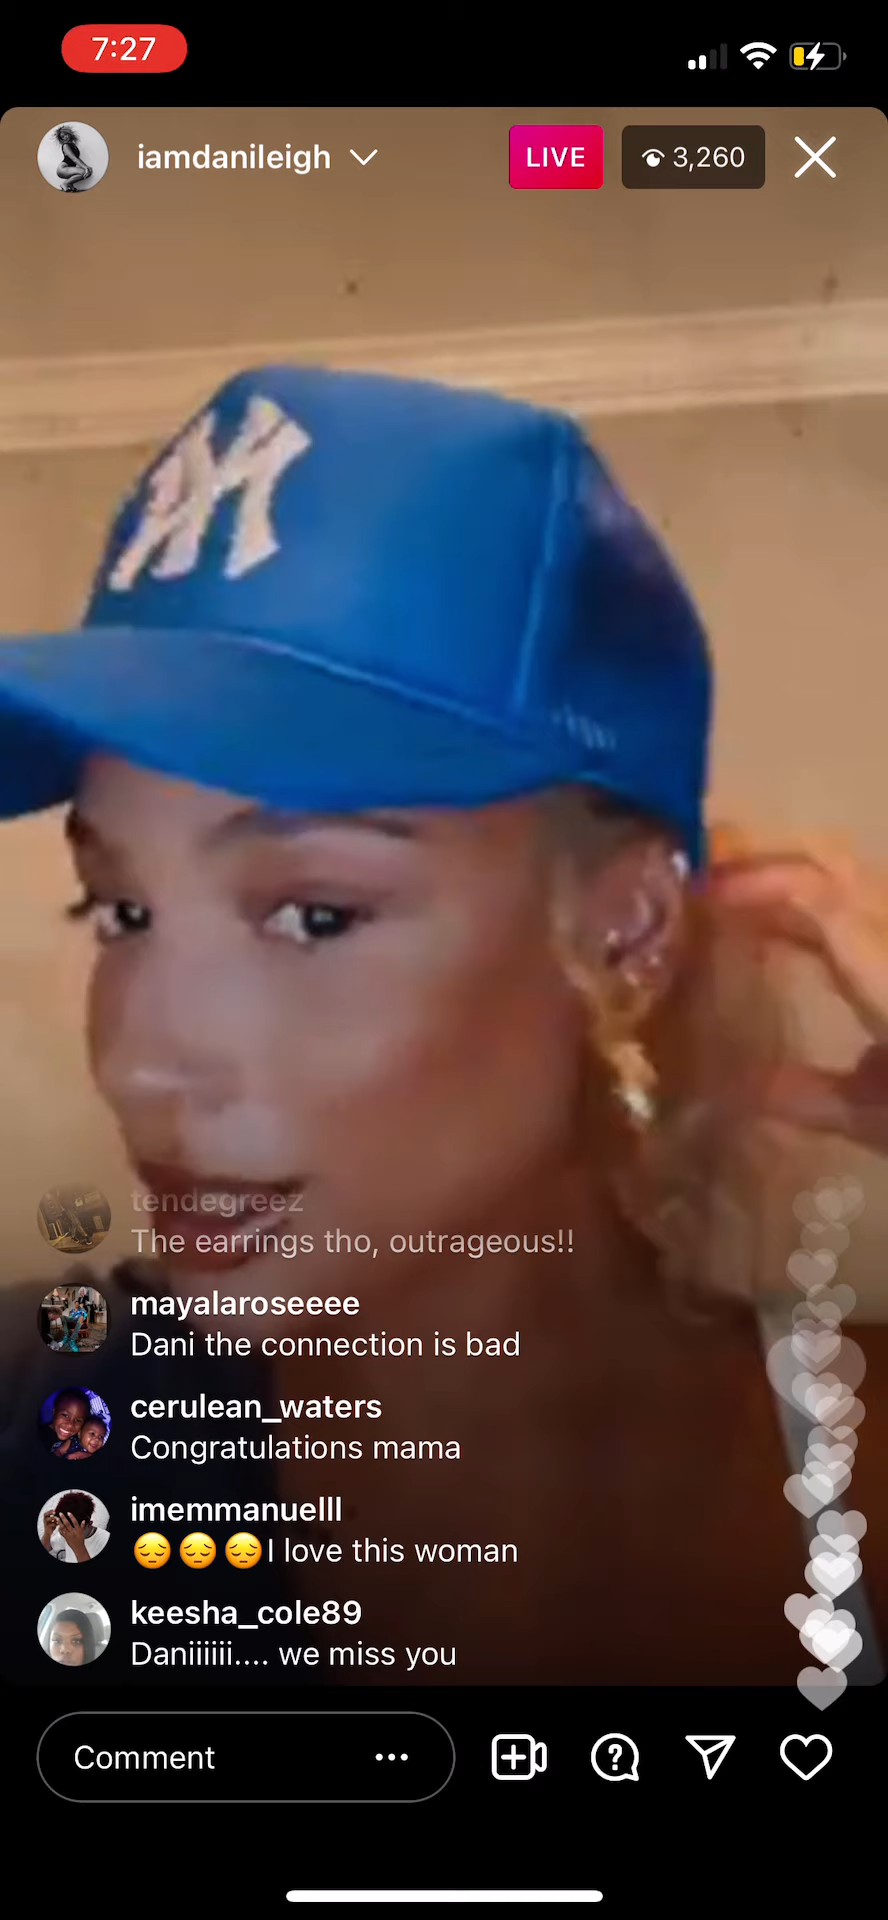 7:27
iamdanileigh
LIVE
3,260
tendegreez
The earrings tho, outrageous!!
mayalaroseeee
Dani the connection is bad
cerulean_waters
Congratulations mama
imemmanuelll
😔😔😔I love this woman
keesha_cole89
Daniiiiii.... we miss you
Comment